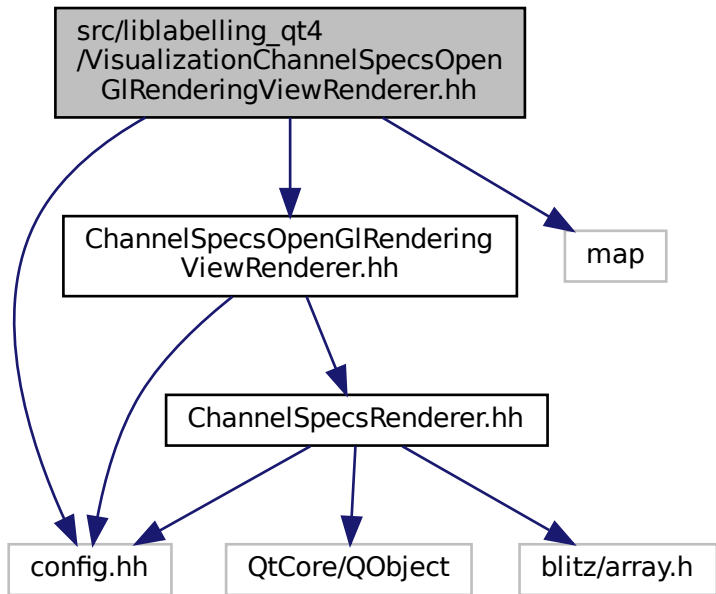 src/liblabelling_qt4
/VisualizationChannelSpecsOpen
GlRenderingViewRenderer.hh
ChannelSpecsOpenGlRendering
ViewRenderer.hh
map
ChannelSpecsRenderer.hh
config.hh
QtCore/QObject
blitz/array.h